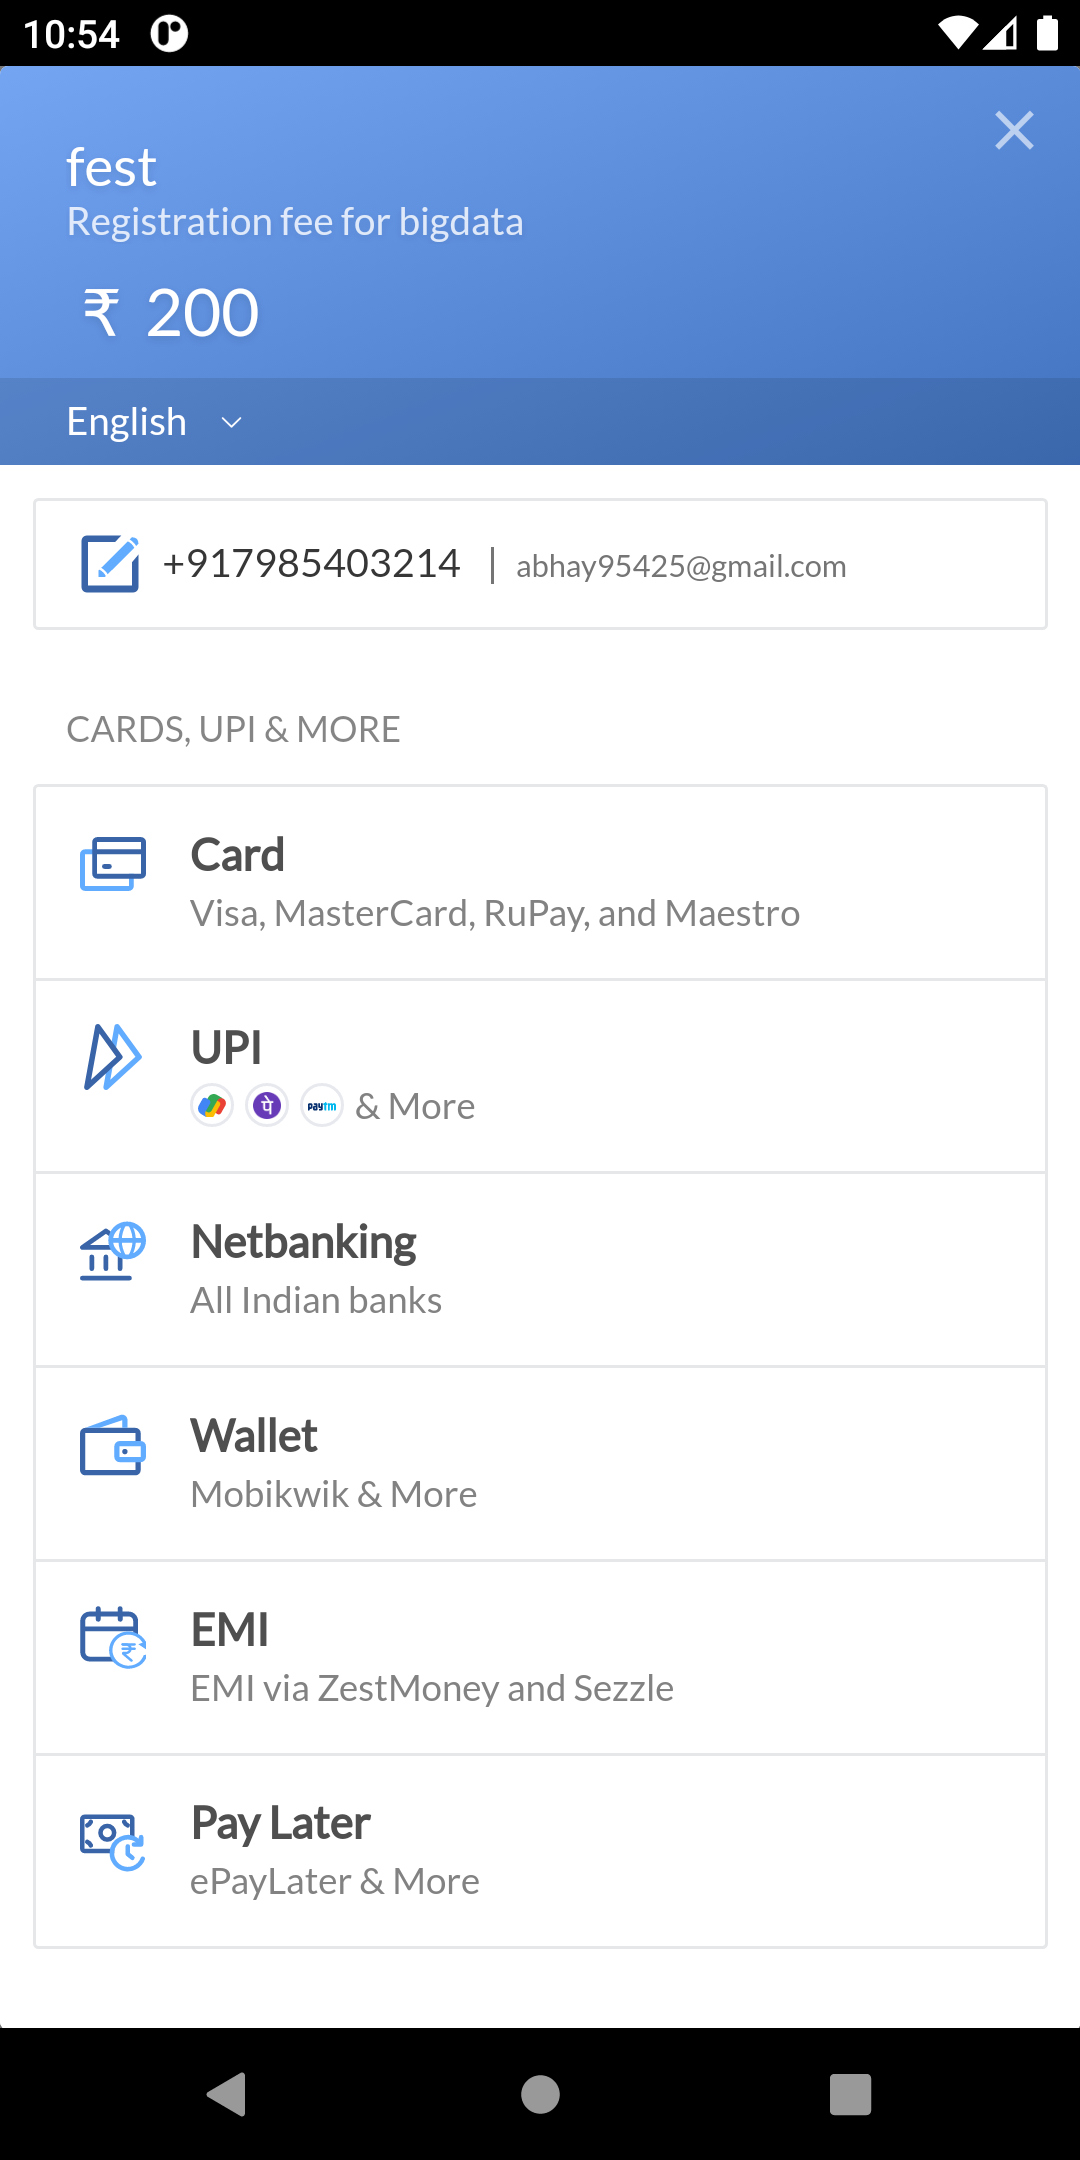 10:54
fest
Registration fee for bigdata
₹ 200
English
+917985403214 | abhay95425@gmail.com
CARDS, UPI & MORE
Card
Visa, MasterCard, RuPay, and Maestro
UPI
पे paytm & More
Netbanking
All Indian banks
Wallet
Mobikwik & More
EMI
₹
EMI via ZestMoney and Sezzle
Pay Later
ePayLater & More